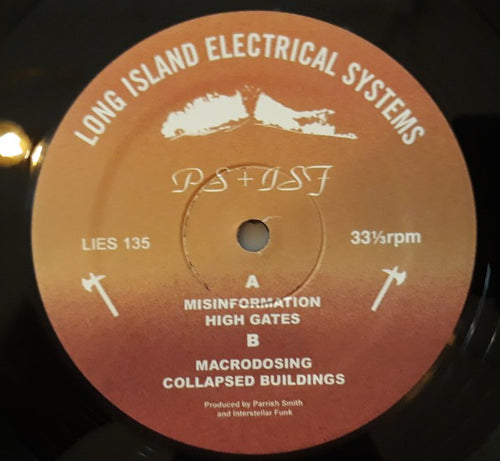 LONG ISLAND ELECTRICAL SYSTEMS
PS+ISF
LIES 135
33⅓rpm
A
MISINFORMATION
HIGH GATES
B
MACRODOSING
COLLAPSED BUILDINGS
Produced by Parrish Smith
and Interstellar Funk